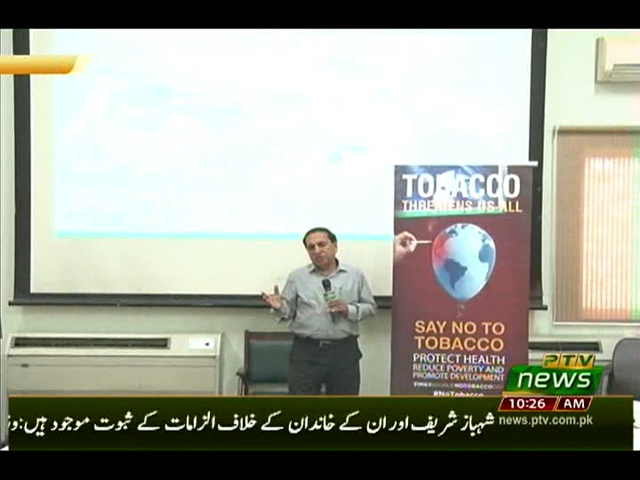 TOBACCO
THREATENS US ALL
SAY NO TO
TOBACCO
PROTECT HEALTH
REDUCE POVERTY AND
PROMOTE DEVELOPMENT
#NoTobacco
PTV
news
10:26 AM
news.ptv.com.pk
شہباز شریف اور ان کے خاندان کے خلاف الزامات کے ثبوت موجود ہیں: